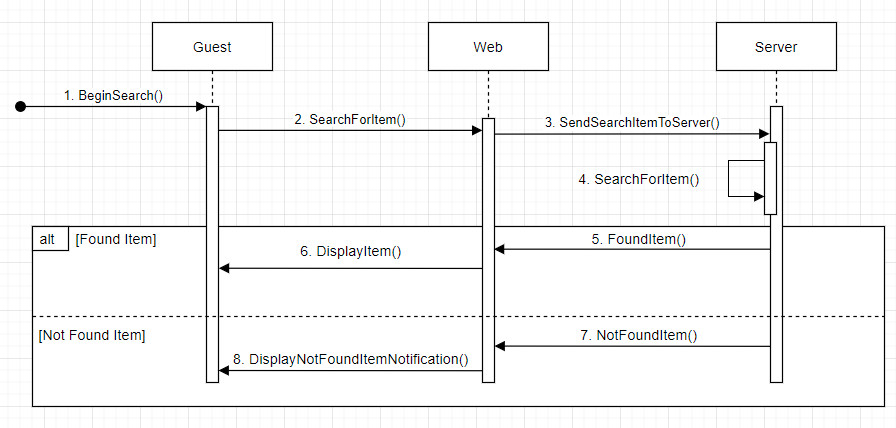 Guest
Web
Server
1. BeginSearch()
2. SearchForItem()
3. SendSearchItemToServer()
4. SearchForItem()
alt
[Found Item]
5. FoundItem()
6. DisplayItem()
[Not Found Item]
7. NotFoundItem()
8. DisplayNotFoundItemNotification()